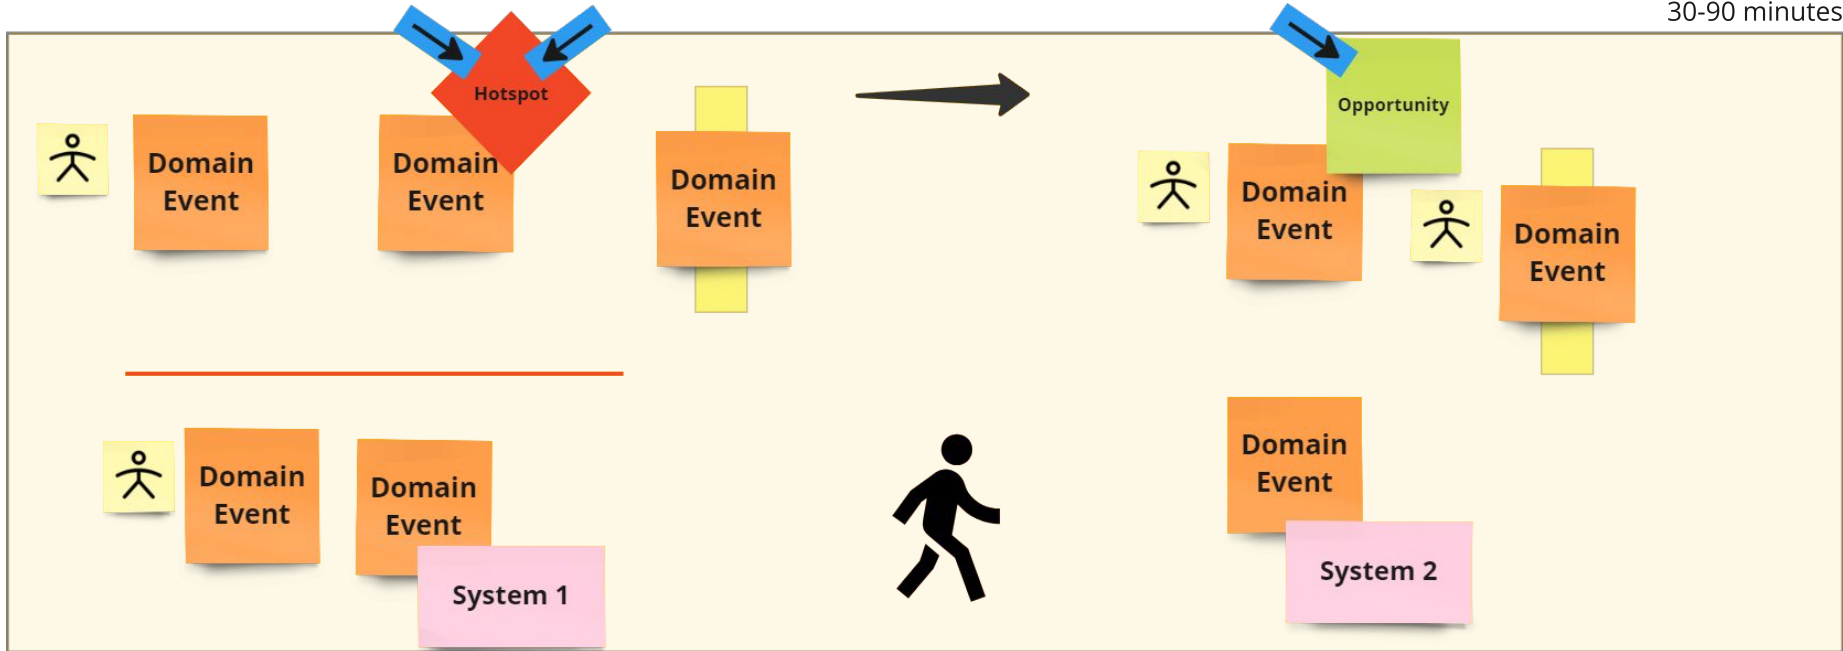 30-90 minutes
Hotspot
Opportunity
Domain
Event
Domain
Event
Domain
Event
Domain
Event
Domain
Event
Domain
Event
Domain
Event
System 1
Domain
Event
System 2